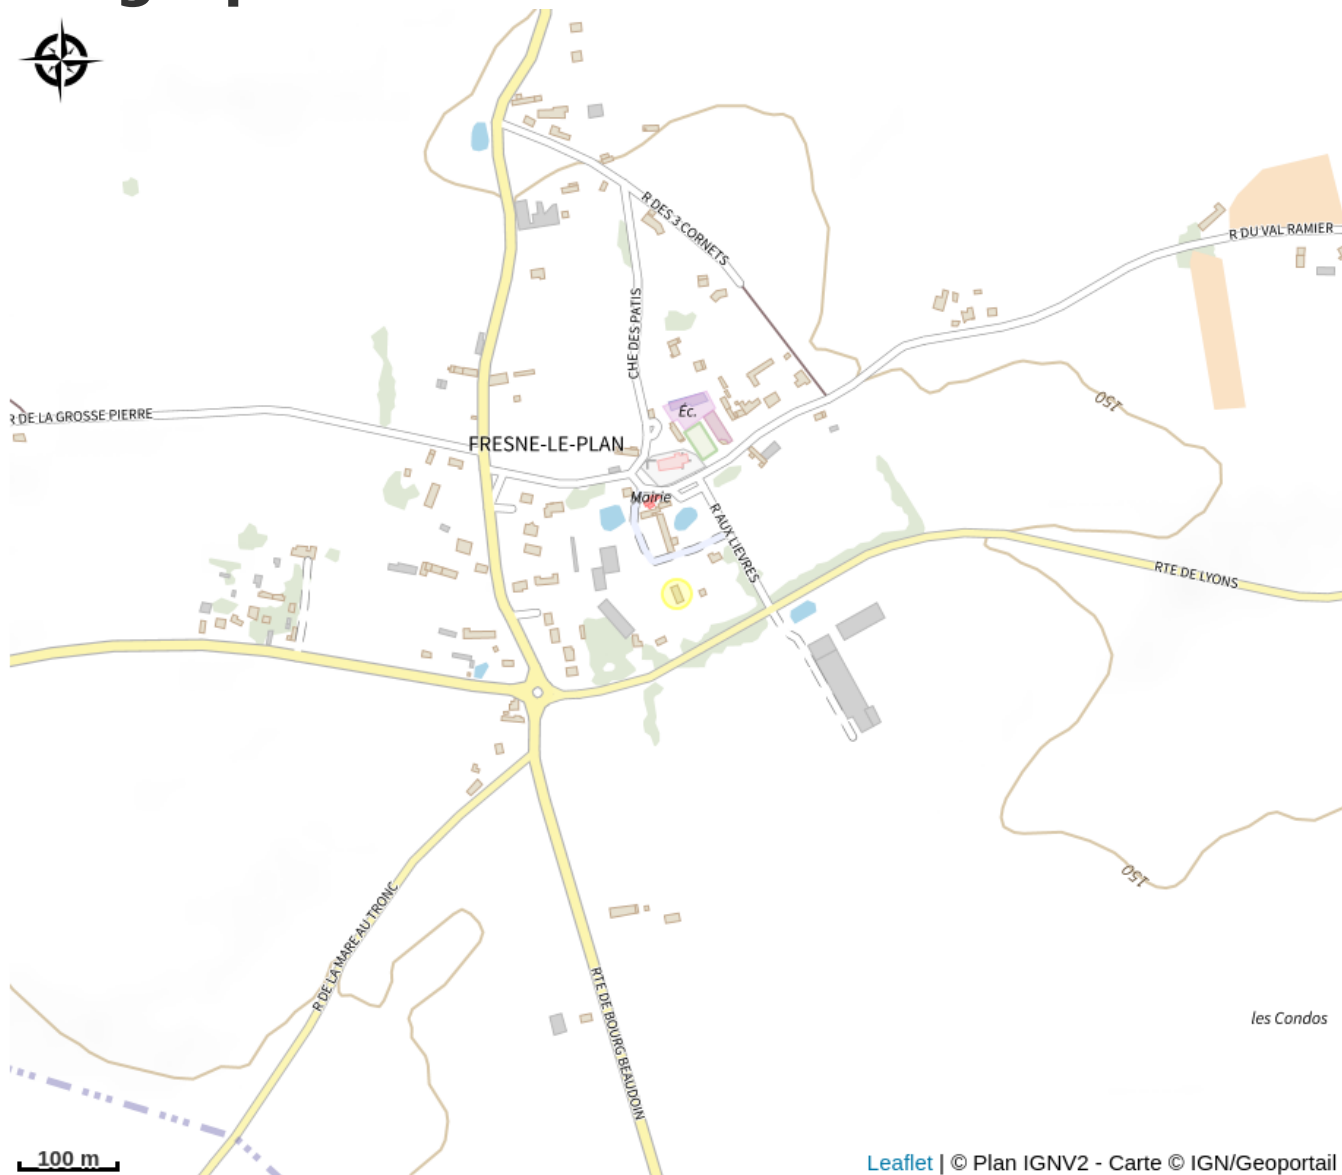 R DES 3 CORNETS
R DU VAL RAMIER
CHE DES PATIS
150
R DE LA GROSSE PIERRE
Éc.
FRESNE-LE-PLAN
Mairie
R AUX LIEVRES
RTE DE LYONS
150
R DE LA MARE AU TRONC
RTE DE BOURG BEAUDOIN
les Condos
100 m
Leaflet | © Plan IGNV2 - Carte © IGN/Geoportail